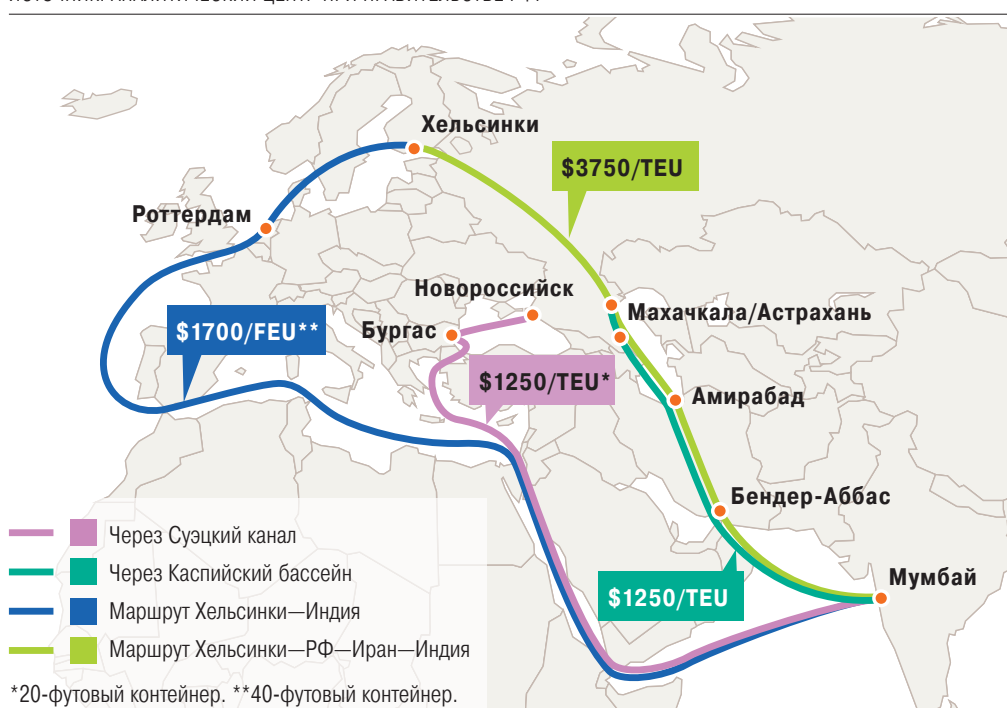 Хельсинки
$3750/TEU
Роттердам
Новороссийск
Махачкала/Астрахань
$1700/FEU**
Бургас
$1250/TEU*
Амирабад
Бендер-Аббас
Мумбай
$1250/TEU
Через Суэцкий канал
Через Каспийский бассейн
Маршрут Хельсинки—Индия
Маршрут Хельсинки—РФ—Иран—Индия
*20-футовый контейнер. **40-футовый контейнер.